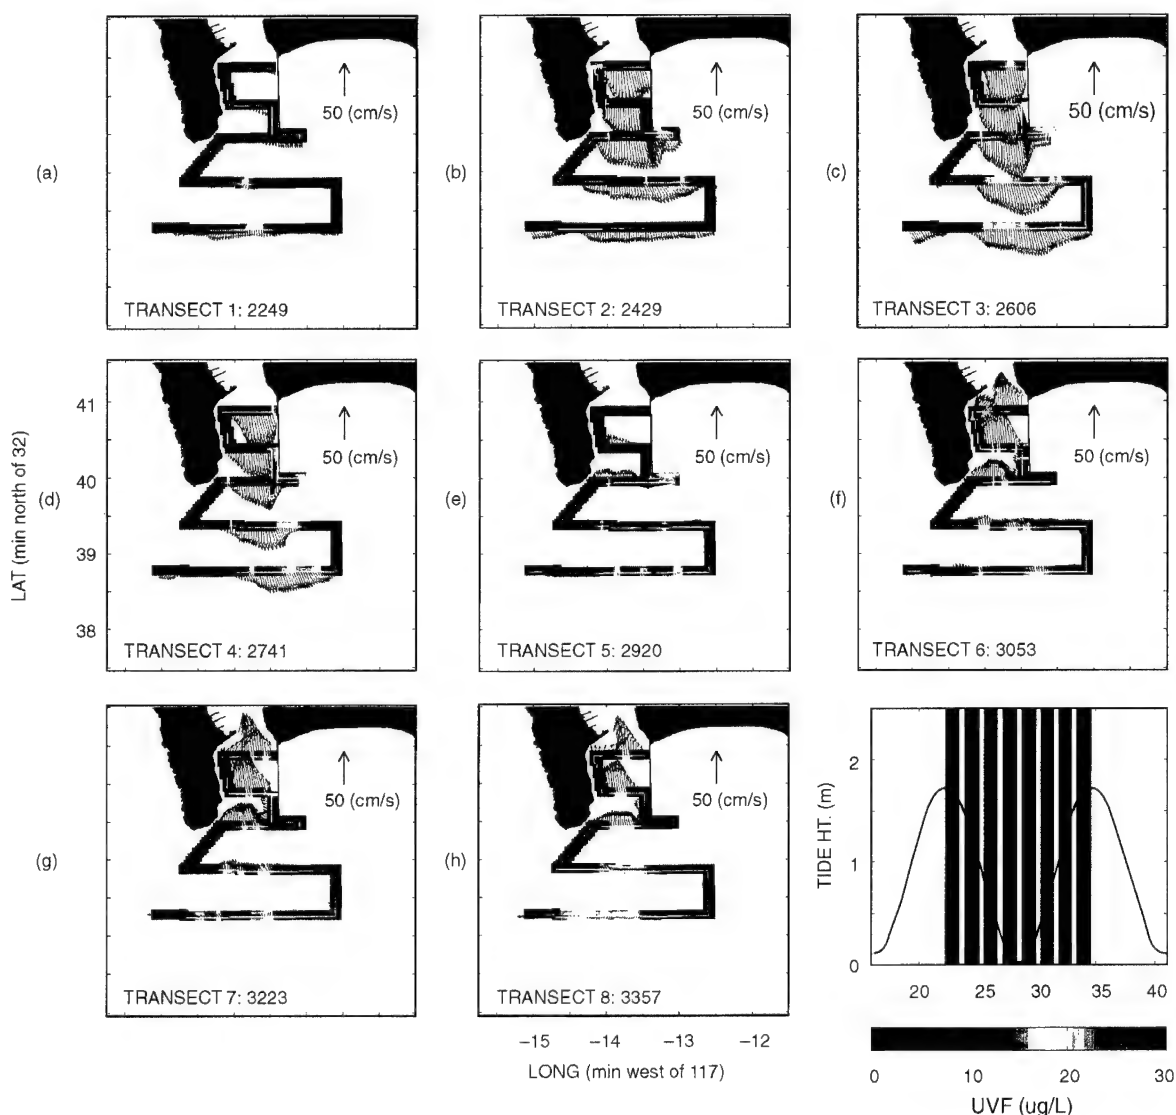 (a)
50 (cm/s)
TRANSECT 1: 2249
(b)
50 (cm/s)
TRANSECT 2: 2429
(c)
50 (cm/s)
TRANSECT 3: 2606
LAT (min north of 32)
41
40
39
38
(d)
50 (cm/s)
TRANSECT 4: 2741
(e)
50 (cm/s)
TRANSECT 5: 2920
(f)
50 (cm/s)
TRANSECT 6: 3053
(g)
50 (cm/s)
TRANSECT 7: 3223
(h)
50 (cm/s)
TRANSECT 8: 3357
−15 −14 −13 −12
LONG (min west of 117)
TIDE HT. (m)
2
1
0
20 25 30 35 40
0 10 20 30
UVF (ug/L)